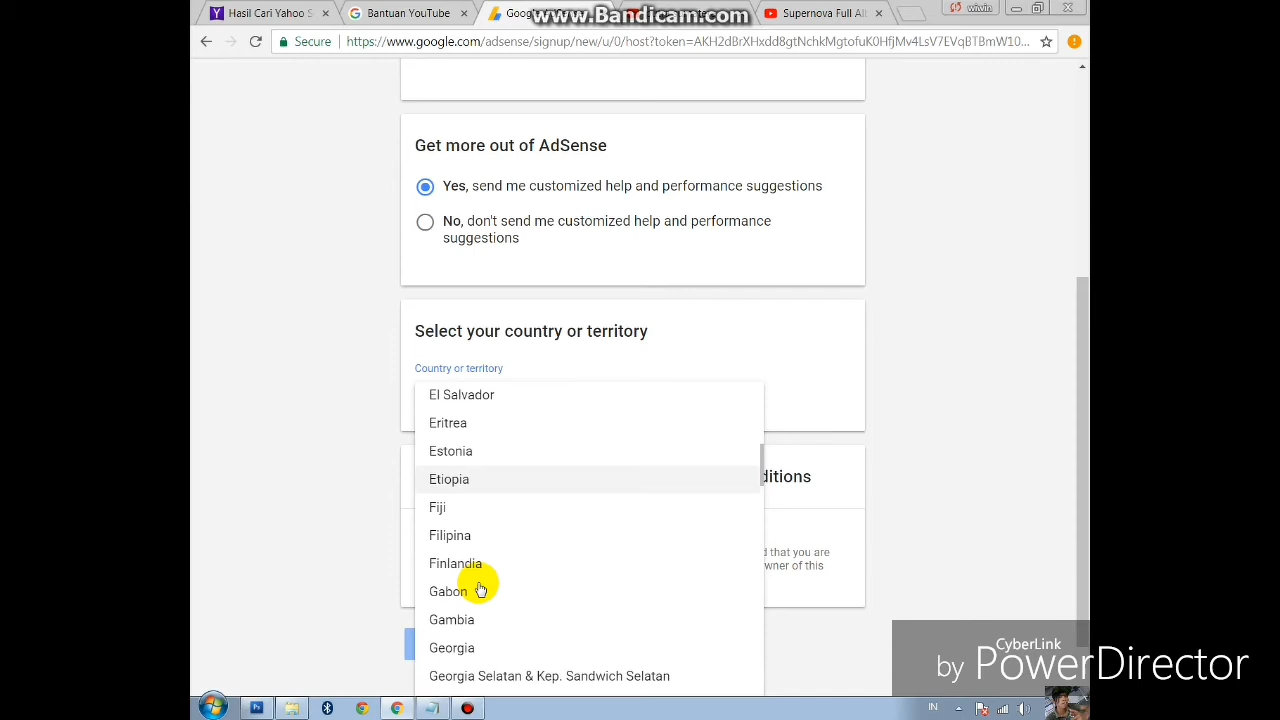 Hasil Cari Yahoo S
Bantuan YouTube
Goog
www.Bandicam.com
Supernova Full Al
wiwin
Secure
https://www.google.com/adsense/signup/new/u/0/host?token=AKH2dBrXHxdd8gtNchkMgtofuK0HfjMv4LsV7EVqBTBmW10...
Get more out of AdSense
Yes, send me customized help and performance suggestions
No, don't send me customized help and performance
suggestions
Select your country or territory
Country or territory
El Salvador
Eritrea
Estonia
Etiopia
ditions
Fiji
Filipina
d that you are
Finlandia
owner of this
Gabon
Gambia
Georgia
Georgia Selatan & Kep. Sandwich Selatan
CyberLink
by PowerDirector
IN